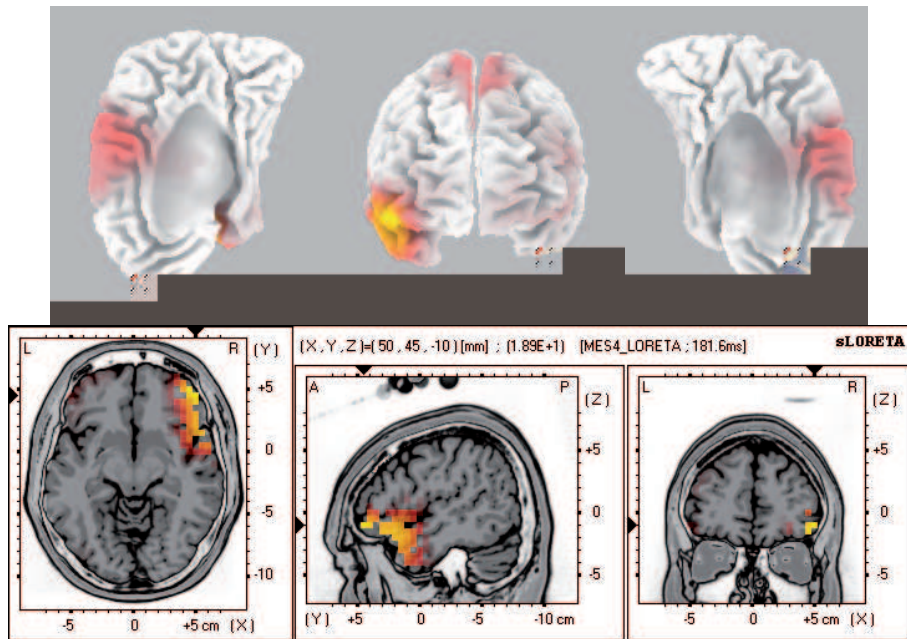 (X, Y, Z)=(50, 45, -10)[mm] ; (1.89E+1) [MES4_LORETA ; 181.6ms] sLORETA
L R (Y)
+5
0
-5
-10
-5 0 +5 cm (X)
A P
(Z)
+5
0
-5
(Y) +5 0 -5 -10 cm
L R
(Z)
+5
0
-5
-5 0 +5 cm (X)